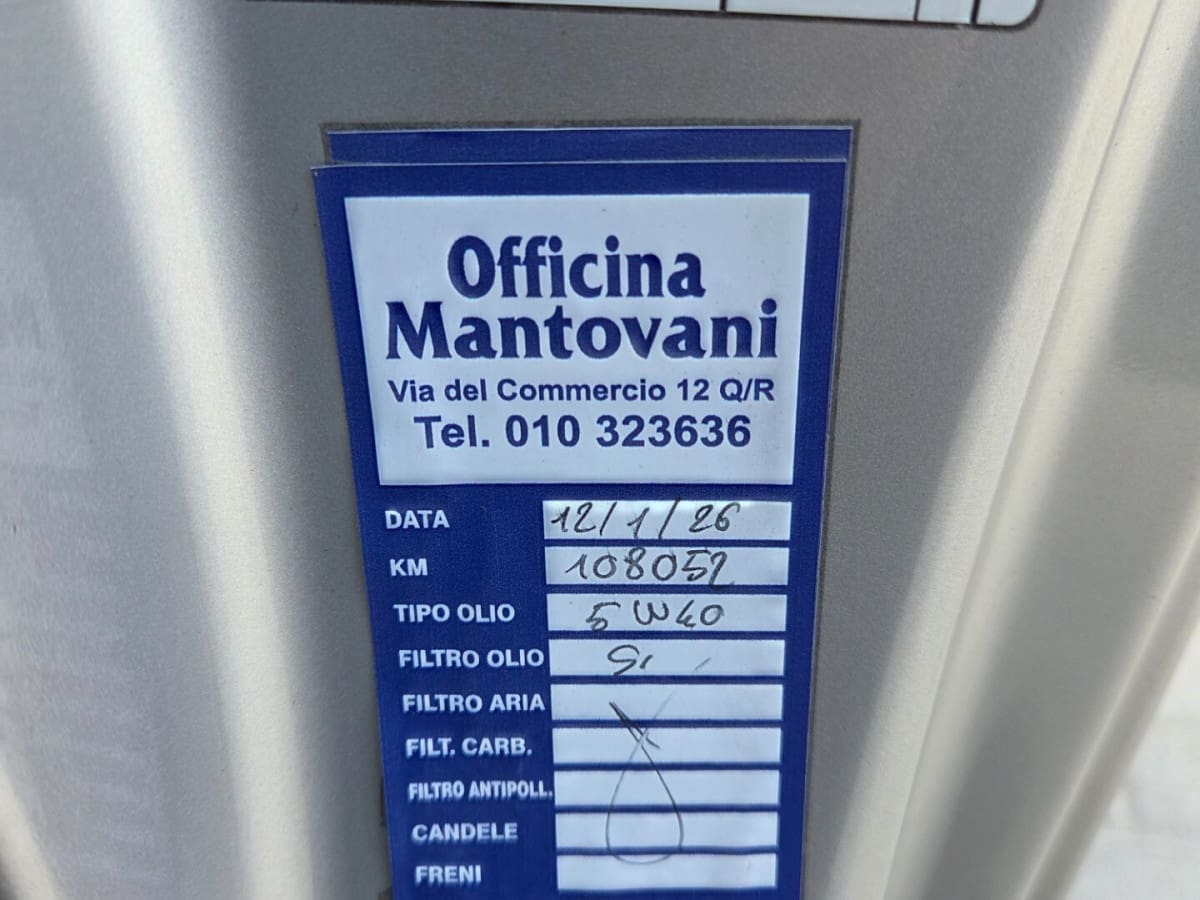 Officina
Mantovani
Via del Commercio 12 Q/R
Tel. 010 323636
DATA 12/1/26
KM 108052
TIPO OLIO 5W40
FILTRO OLIO Si
FILTRO ARIA
FILT. CARB.
FILTRO ANTIPOLL.
CANDELE
FRENI